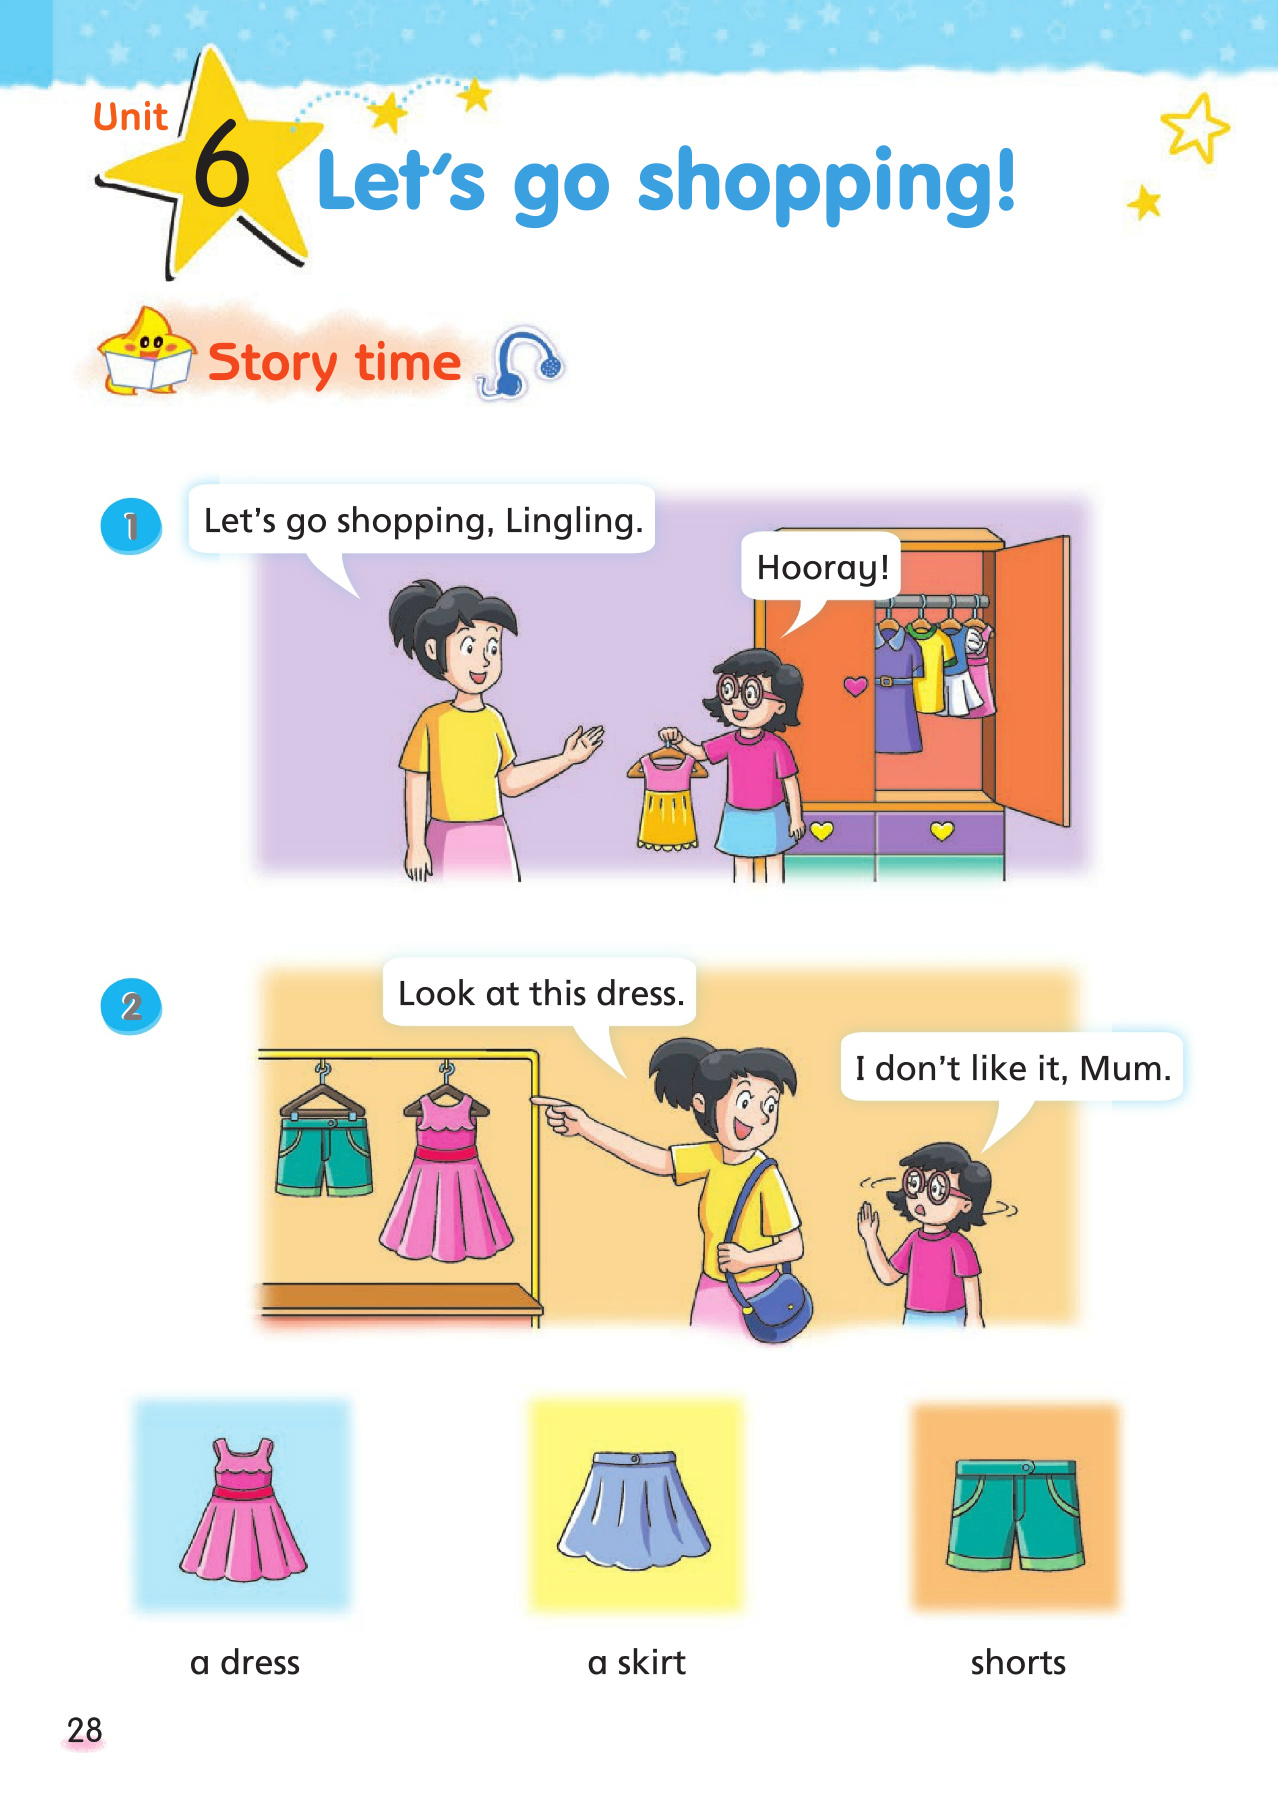 Unit
6
Let's go shopping!
Story time
1
Let's go shopping, Lingling.
Hooray!
2
Look at this dress.
I don't like it, Mum.
a dress
a skirt
shorts
28